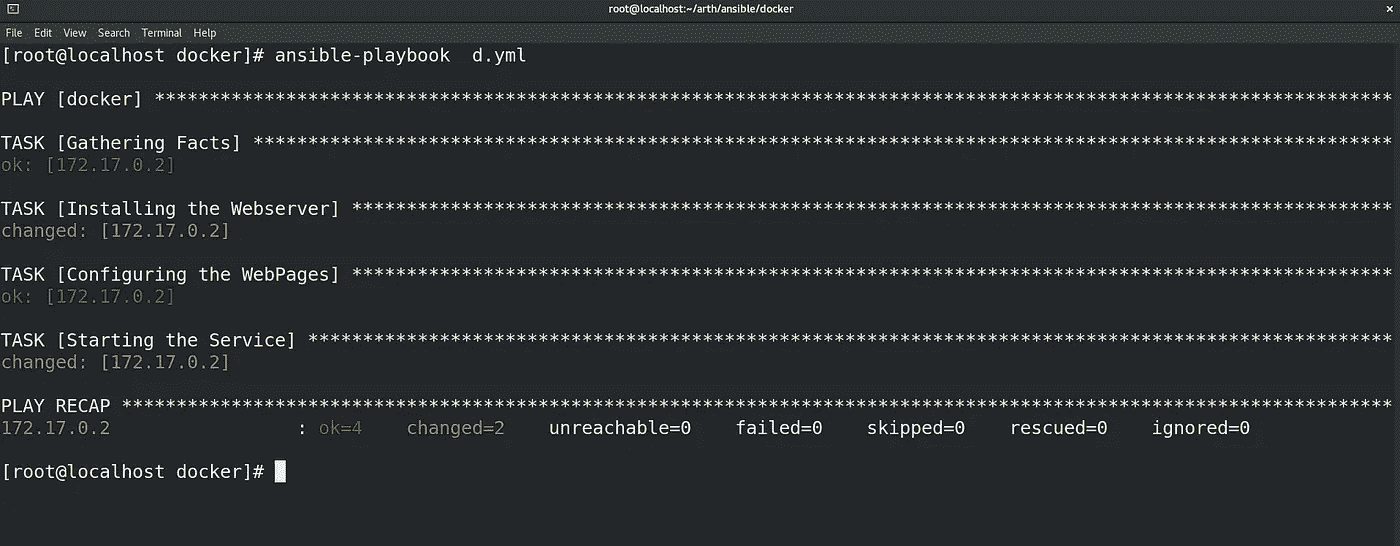 root@localhost:~/arth/ansible/docker
File Edit View Search Terminal Help
[root@localhost docker]# ansible-playbook  d.yml
PLAY [docker] *****************************************************************************************************************
TASK [Gathering Facts] ********************************************************************************************************
ok: [172.17.0.2]
TASK [Installing the Webserver] ***********************************************************************************************
changed: [172.17.0.2]
TASK [Configuring the WebPages] ***********************************************************************************************
ok: [172.17.0.2]
TASK [Starting the Service] ***************************************************************************************************
changed: [172.17.0.2]
PLAY RECAP ********************************************************************************************************************
172.17.0.2                 : ok=4    changed=2    unreachable=0    failed=0    skipped=0    rescued=0    ignored=0
[root@localhost docker]#